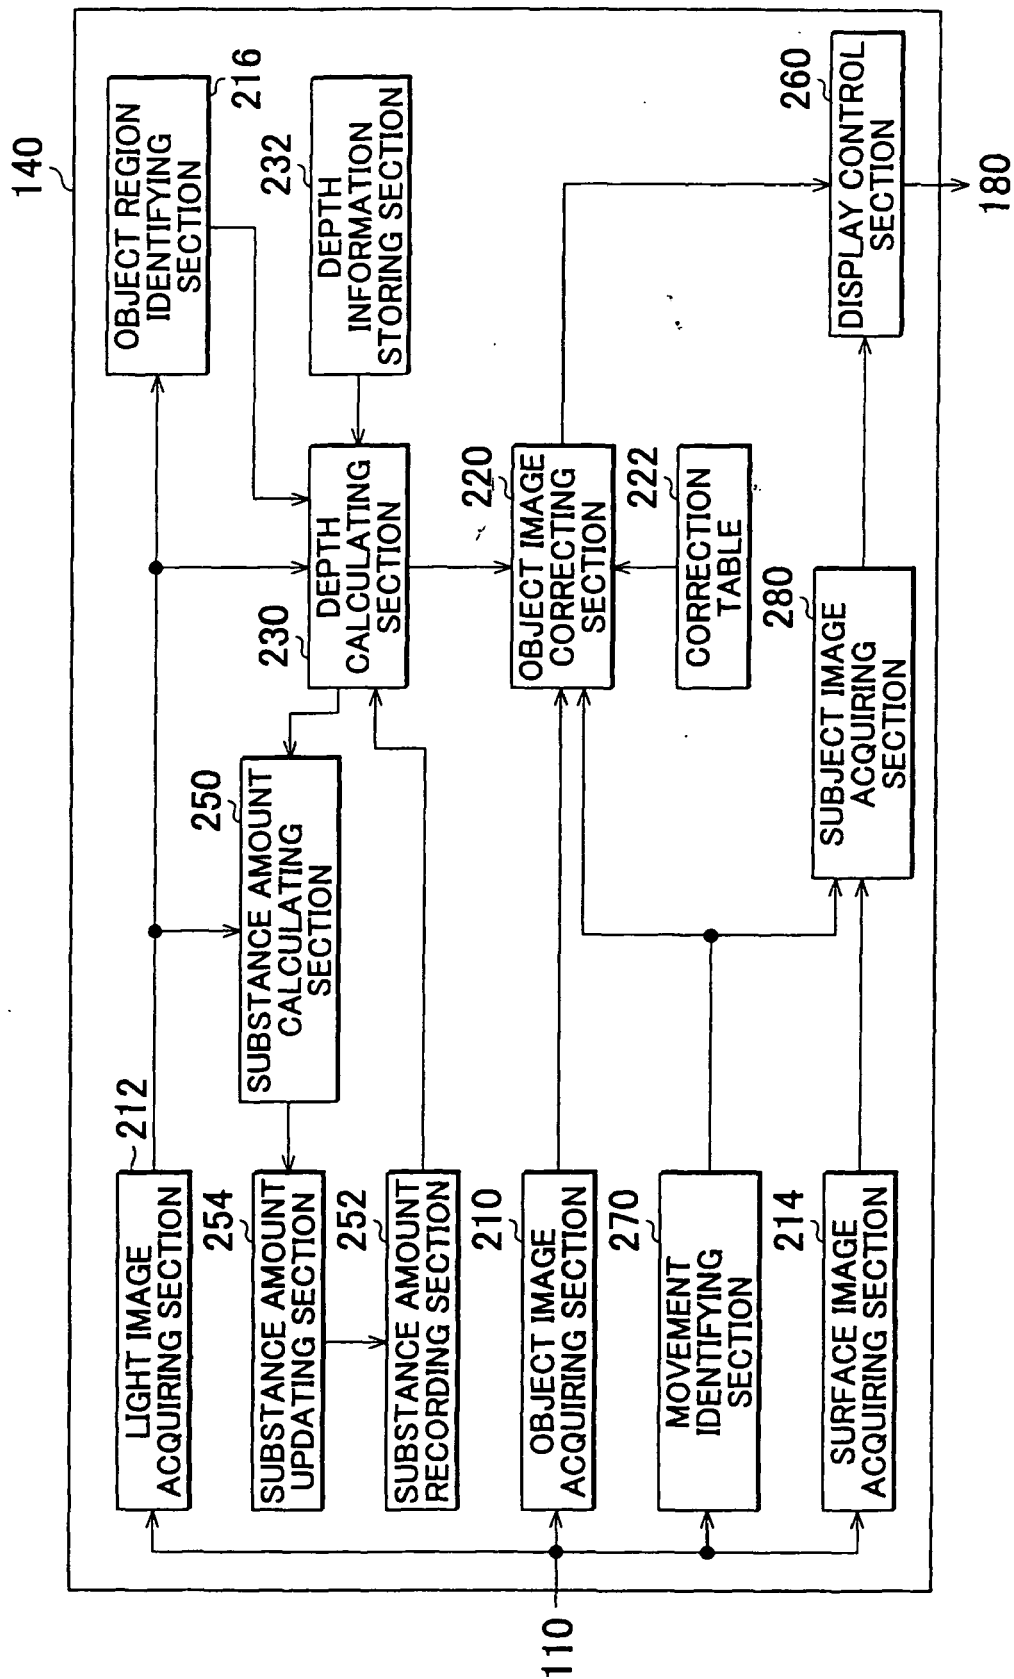 140
LIGHT IMAGE
ACQUIRING SECTION
212
OBJECT REGION
IDENTIFYING
SECTION
216
SUBSTANCE AMOUNT
UPDATING SECTION
254
SUBSTANCE AMOUNT
CALCULATING
SECTION
250
SUBSTANCE AMOUNT
RECORDING SECTION
252
DEPTH
CALCULATING
SECTION
230
DEPTH
INFORMATION
STORING SECTION
232
110
OBJECT IMAGE
ACQUIRING SECTION
210
OBJECT IMAGE
CORRECTING
SECTION
220
MOVEMENT
IDENTIFYING
SECTION
270
CORRECTION
TABLE
222
SURFACE IMAGE
ACQUIRING SECTION
214
SUBJECT IMAGE
ACQUIRING
SECTION
280
DISPLAY CONTROL
SECTION
260
180